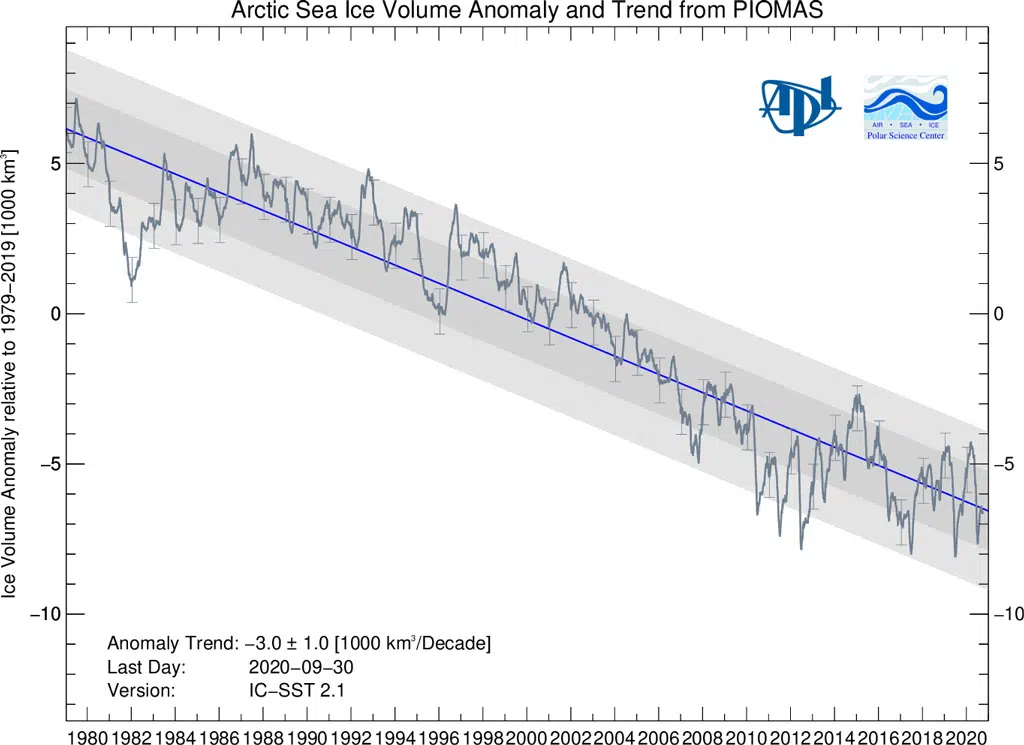 Arctic Sea Ice Volume Anomaly and Trend from PIOMAS
APL
AIR • SEA • ICE
Polar Science Center
Ice Volume Anomaly relative to 1979−2019 [1000 km³]
5
0
−5
−10
5
0
−5
−10
Anomaly Trend: −3.0 ± 1.0 [1000 km³/Decade]
Last Day: 2020−09−30
Version: IC−SST 2.1
1980 1982 1984 1986 1988 1990 1992 1994 1996 1998 2000 2002 2004 2006 2008 2010 2012 2014 2016 2018 2020